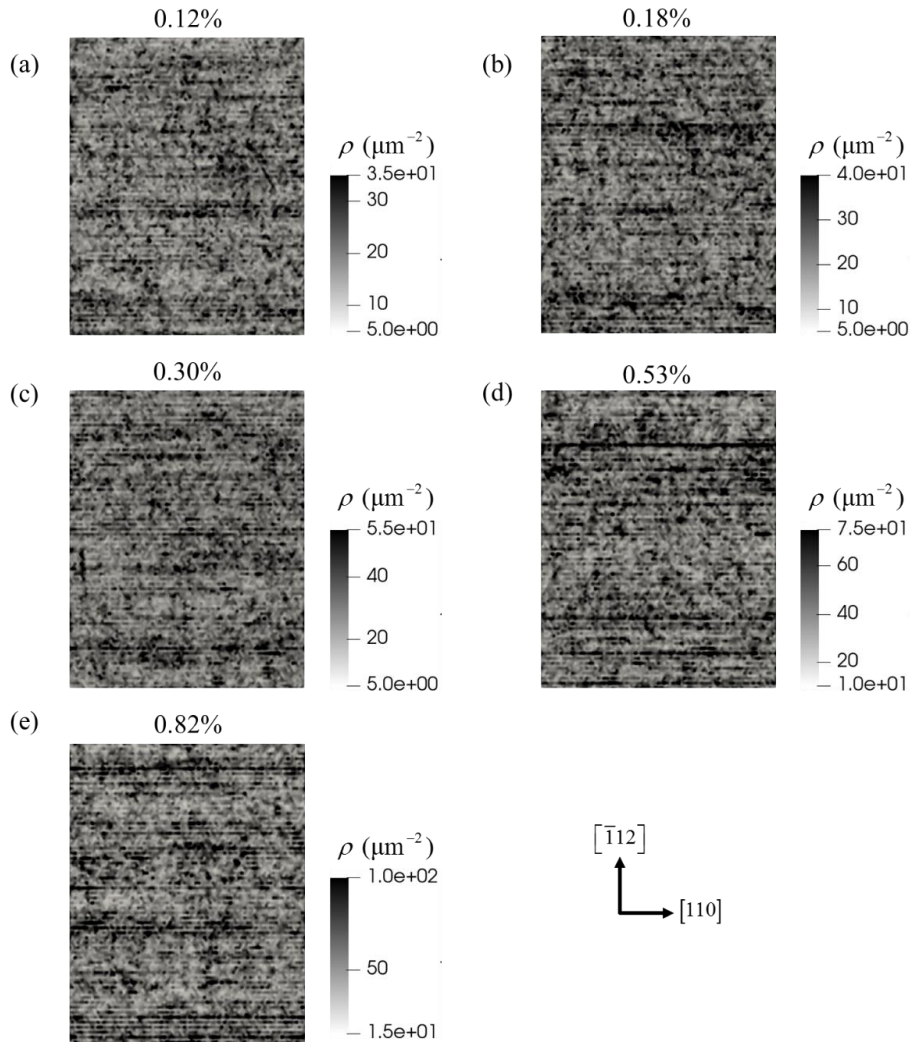 0.12%
(a)
ρ (μm⁻²)
3.5e+01
30
20
10
5.0e+00
0.18%
(b)
ρ (μm⁻²)
4.0e+01
30
20
10
5.0e+00
0.30%
(c)
ρ (μm⁻²)
5.5e+01
40
20
5.0e+00
0.53%
(d)
ρ (μm⁻²)
7.5e+01
60
40
20
1.0e+01
0.82%
(e)
ρ (μm⁻²)
1.0e+02
50
1.5e+01
[1̄12]
[110]